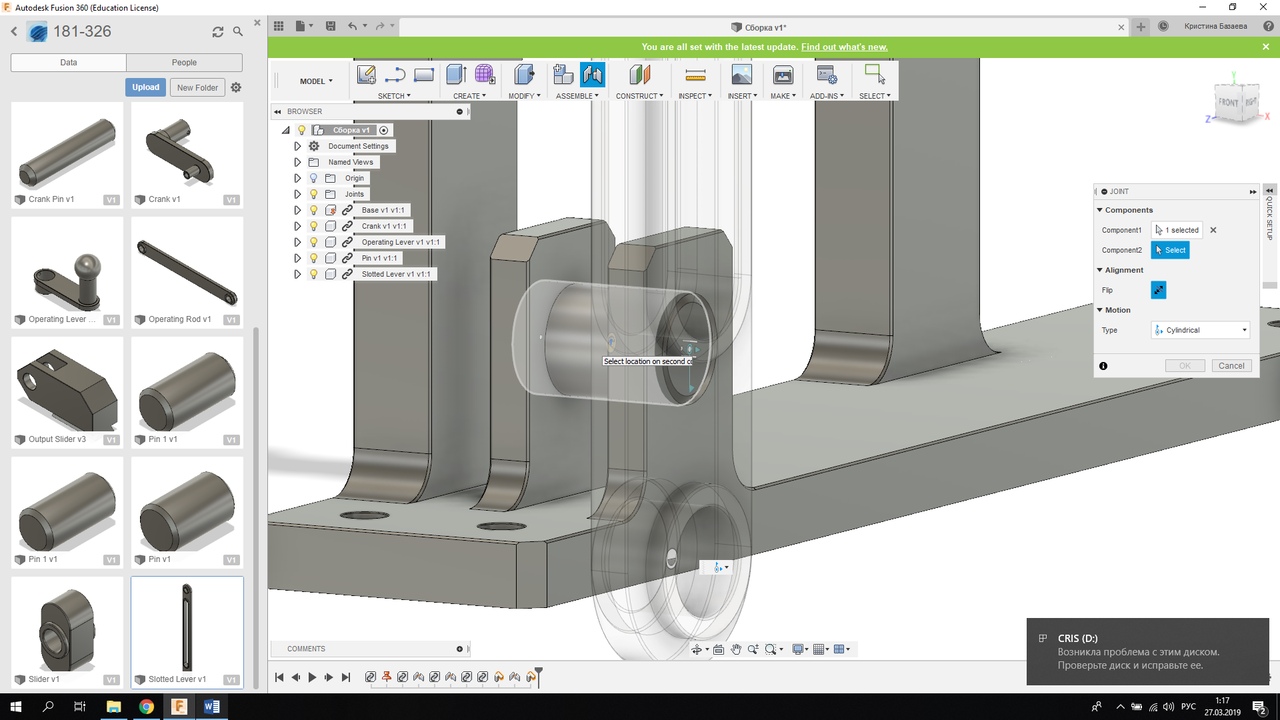 Autodesk Fusion 360 (Education License)
181-326
Сборка v1*
Кристина Базаева
You are all set with the latest update. Find out what's new.
Data
People
Upload
New Folder
MODEL
SKETCH
CREATE
MODIFY
ASSEMBLE
CONSTRUCT
INSPECT
INSERT
MAKE
ADD-INS
SELECT
FRONT
RIGHT
Y
Z
X
BROWSER
Сборка v1
Document Settings
Named Views
Origin
Joints
Base v1 v1:1
Crank v1 v1:1
Operating Lever v1 v1:1
Pin v1 v1:1
Slotted Lever v1 v1:1
Crank Pin v1
V1
Crank v1
V1
Operating Lever ...
V1
Operating Rod v1
V1
Output Slider v3
V1
Pin 1 v1
V1
Pin 1 v1
V1
Pin v1
V1
Slider v1
V1
Slotted Lever v1
V1
JOINT
QUICK SETUP
Components
Component1
1 selected
Component2
Select
Alignment
Flip
Motion
Type
Cylindrical
OK
Cancel
Select location on second co
COMMENTS
CRIS (D:)
Возникла проблема с этим диском.
Проверьте диск и исправьте ее.
РУС
1:17
27.03.2019
2